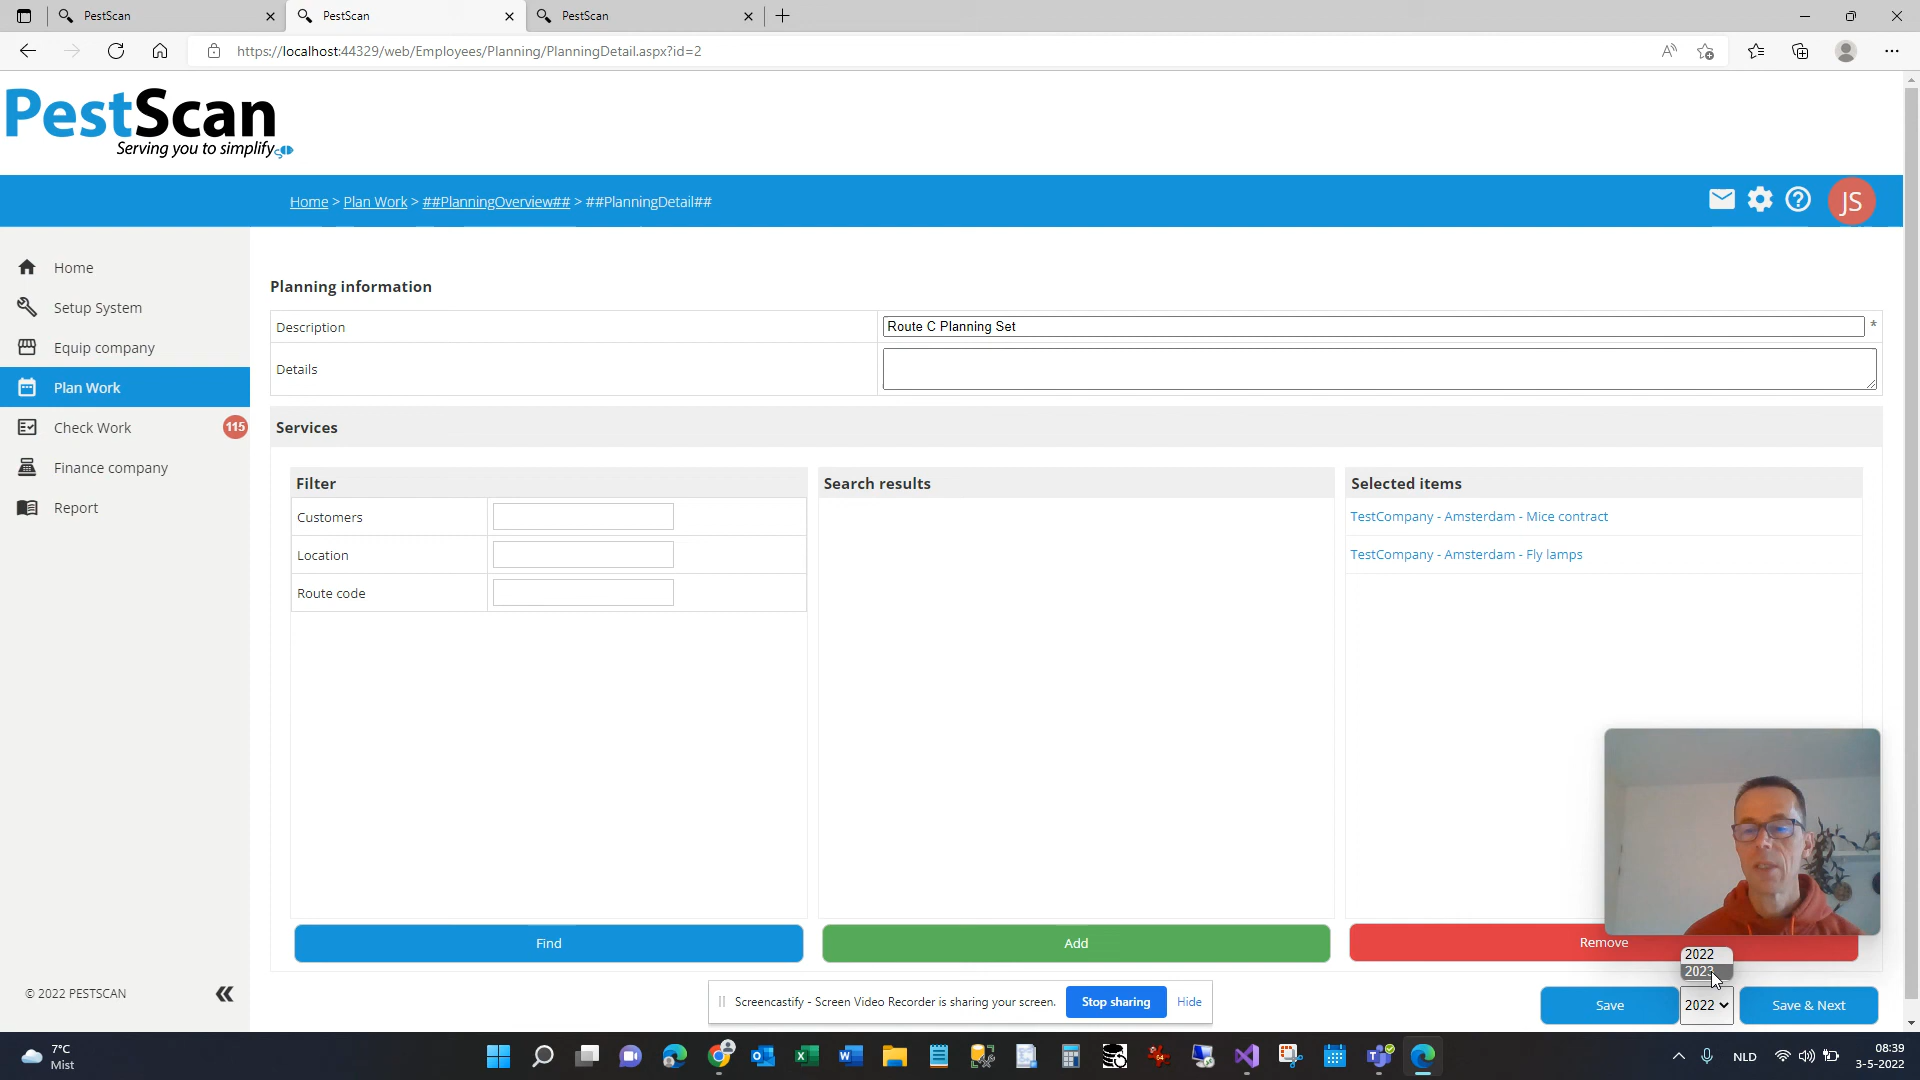 PestScan
PestScan
PestScan
https://localhost:44329/web/Employees/Planning/PlanningDetail.aspx?id=2
PestScan
Serving you to simplify
Home > Plan Work > ##PlanningOverview## > ##PlanningDetail##
JS
Home
Setup System
Equip company
Plan Work
Check Work
115
Finance company
Report
Planning information
Description
Route C Planning Set
*
Details
Services
Filter
Customers
Location
Route code
Search results
Selected items
TestCompany - Amsterdam - Mice contract
TestCompany - Amsterdam - Fly lamps
Find
Add
Remove
2022
2023
Save
2022
Save & Next
© 2022 PESTSCAN
Screencastify - Screen Video Recorder is sharing your screen.
Stop sharing
Hide
7°C
Mist
NLD
08:39
3-5-2022